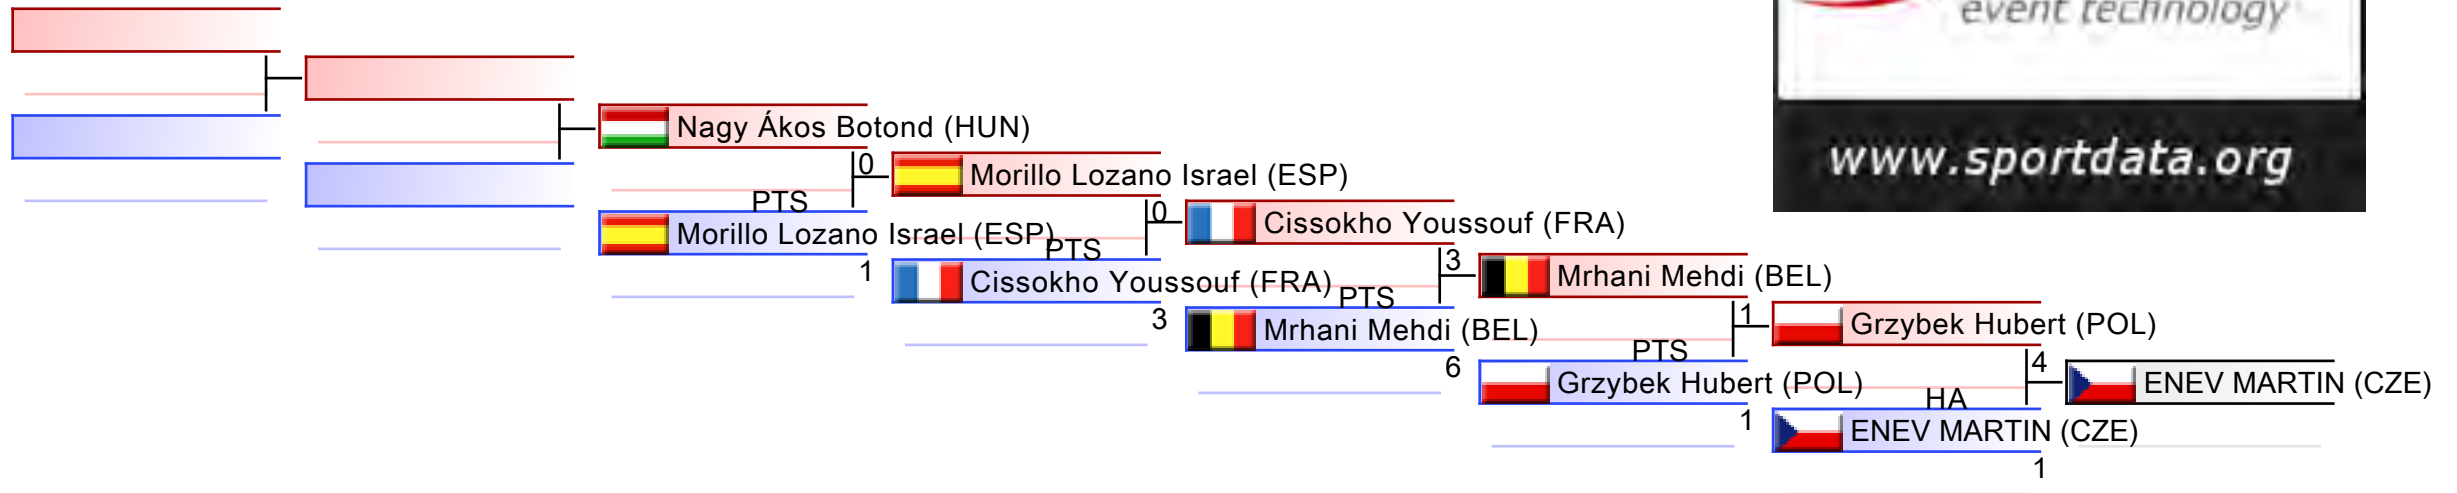 event technology
www.sportdata.org
Nagy Ákos Botond (HUN)
0
PTS
Morillo Lozano Israel (ESP)
1
Morillo Lozano Israel (ESP)
0
PTS
Cissokho Youssouf (FRA)
3
Cissokho Youssouf (FRA)
3
PTS
Mrhani Mehdi (BEL)
6
Mrhani Mehdi (BEL)
1
PTS
Grzybek Hubert (POL)
1
Grzybek Hubert (POL)
4
HA
ENEV MARTIN (CZE)
1
ENEV MARTIN (CZE)